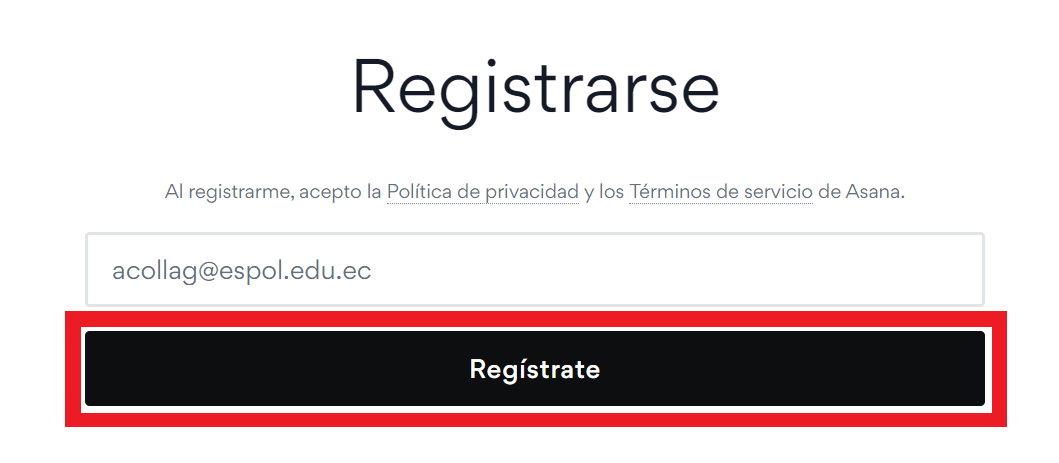 Registrarse
Al registrarme, acepto la Política de privacidad y los Términos de servicio de Asana.
acollag@espol.edu.ec
Regístrate